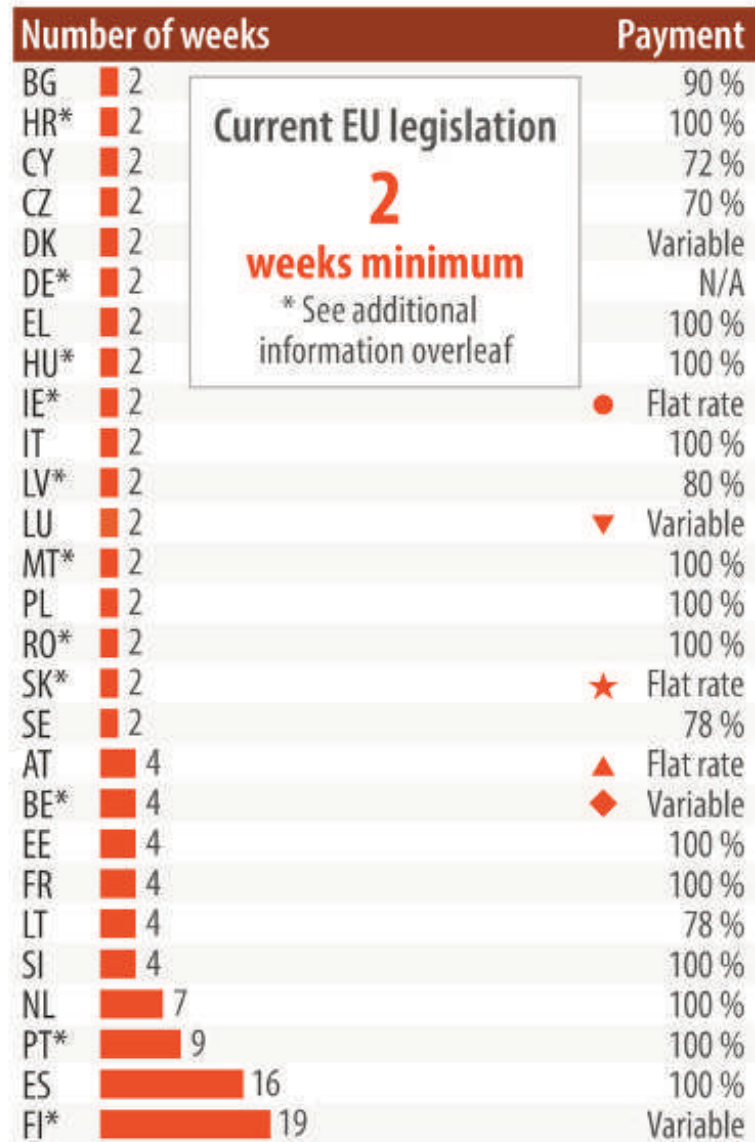 Number of weeks Payment
BG 2 90 %
HR* 2 100 %
CY 2 72 %
CZ 2 70 %
DK 2 Variable
DE* 2 N/A
EL 2 100 %
HU* 2 100 %
IE* 2 Flat rate
IT 2 100 %
LV* 2 80 %
LU 2 Variable
MT* 2 100 %
PL 2 100 %
RO* 2 100 %
SK* 2 Flat rate
SE 2 78 %
AT 4 Flat rate
BE* 4 Variable
EE 4 100 %
FR 4 100 %
LT 4 78 %
SI 4 100 %
NL 7 100 %
PT* 9 100 %
ES 16 100 %
FI* 19 Variable
Current EU legislation
2
weeks minimum
* See additional
information overleaf